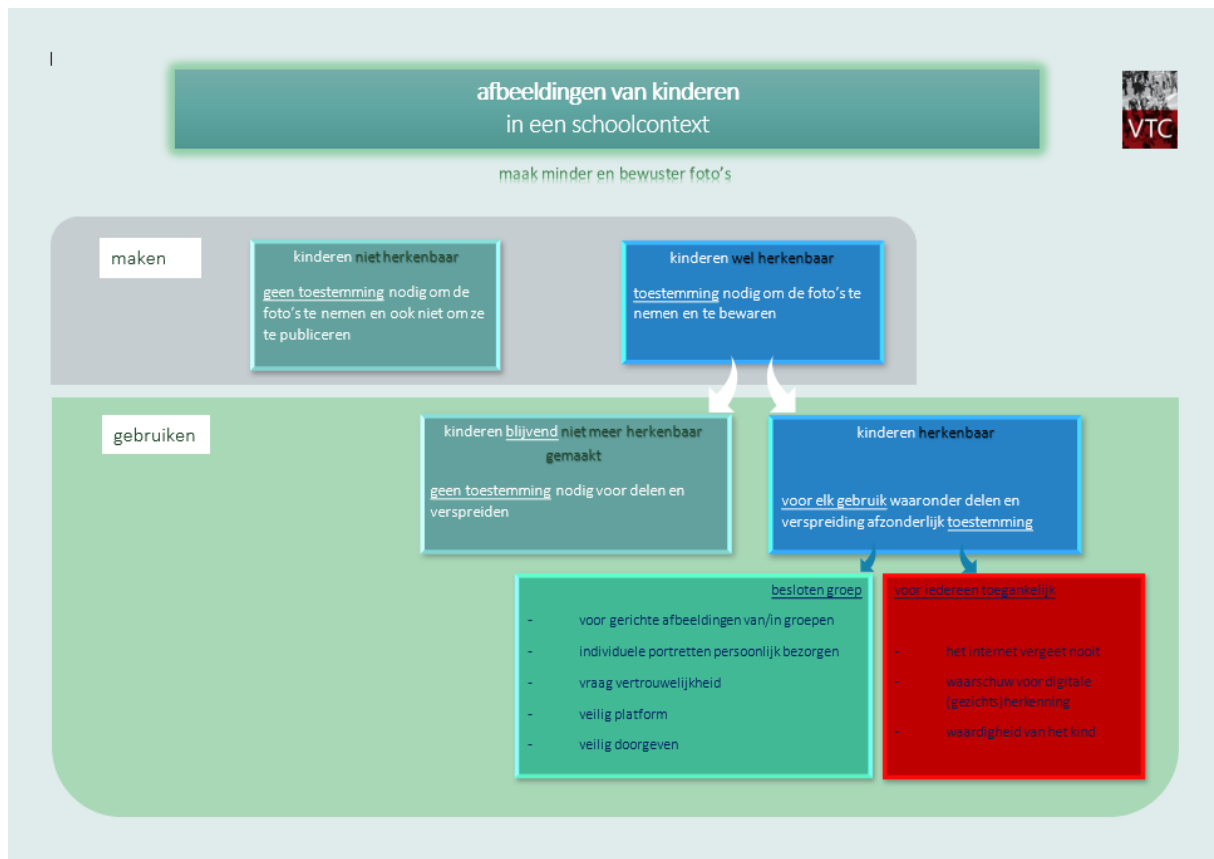 afbeeldingen van kinderen
in een schoolcontext
VTC
maak minder en bewuster foto's
maken
kinderen niet herkenbaar
geen toestemming nodig om de
foto's te nemen en ook niet om ze
te publiceren
kinderen wel herkenbaar
toestemming nodig om de foto's te
nemen en te bewaren
gebruiken
kinderen blijvend niet meer herkenbaar
gemaakt
geen toestemming nodig voor delen en
verspreiden
kinderen herkenbaar
voor elk gebruik waaronder delen en
verspreiding afzonderlijk toestemming
besloten groep
- voor gerichte afbeeldingen van/in groepen
- individuele portretten persoonlijk bezorgen
- vraag vertrouwelijkheid
- veilig platform
- veilig doorgeven
voor iedereen toegankelijk
- het internet vergeet nooit
- waarschuw voor digitale
(gezichts)herkenning
- waardigheid van het kind